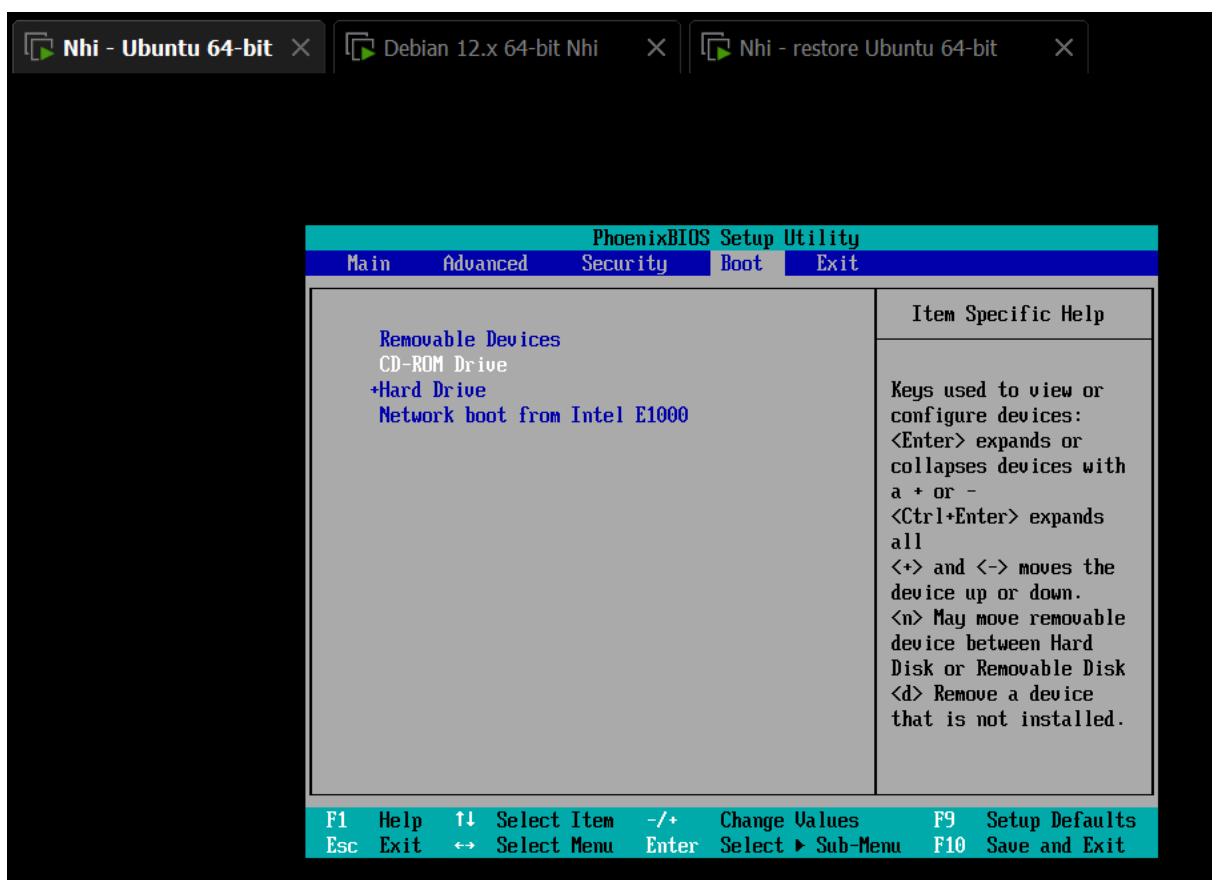 Nhi - Ubuntu 64-bit × Debian 12.x 64-bit Nhi × Nhi - restore Ubuntu 64-bit ×
PhoenixBIOS Setup Utility
Main Advanced Security Boot Exit
Removable Devices
CD-ROM Drive
+Hard Drive
Network boot from Intel E1000
Item Specific Help
Keys used to view or
configure devices:
<Enter> expands or
collapses devices with
a + or -
<Ctrl+Enter> expands
all
<+> and <-> moves the
device up or down.
<n> May move removable
device between Hard
Disk or Removable Disk
<d> Remove a device
that is not installed.
F1 Help ↑↓ Select Item -/+ Change Values F9 Setup Defaults
Esc Exit ↔ Select Menu Enter Select ▶ Sub-Menu F10 Save and Exit